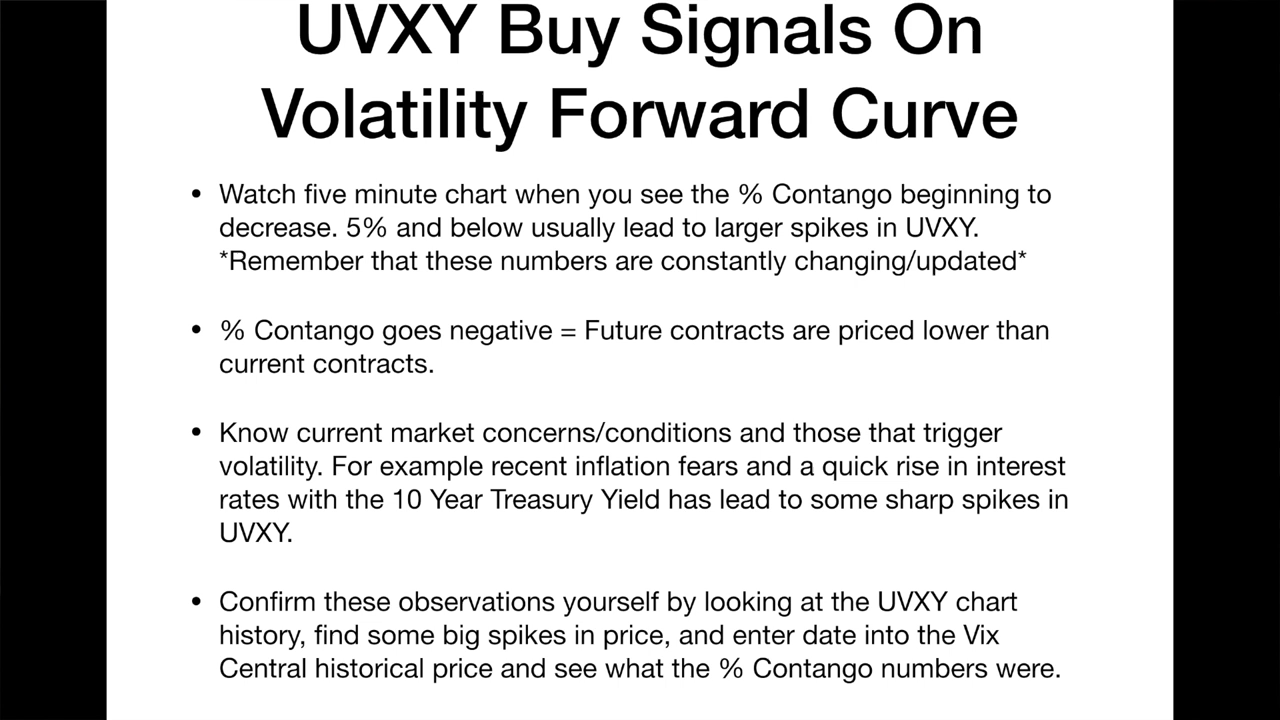 UVXY Buy Signals On
Volatility Forward Curve
• Watch five minute chart when you see the % Contango beginning to
decrease. 5% and below usually lead to larger spikes in UVXY.
*Remember that these numbers are constantly changing/updated*
• % Contango goes negative = Future contracts are priced lower than
current contracts.
• Know current market concerns/conditions and those that trigger
volatility. For example recent inflation fears and a quick rise in interest
rates with the 10 Year Treasury Yield has lead to some sharp spikes in
UVXY.
• Confirm these observations yourself by looking at the UVXY chart
history, find some big spikes in price, and enter date into the Vix
Central historical price and see what the % Contango numbers were.